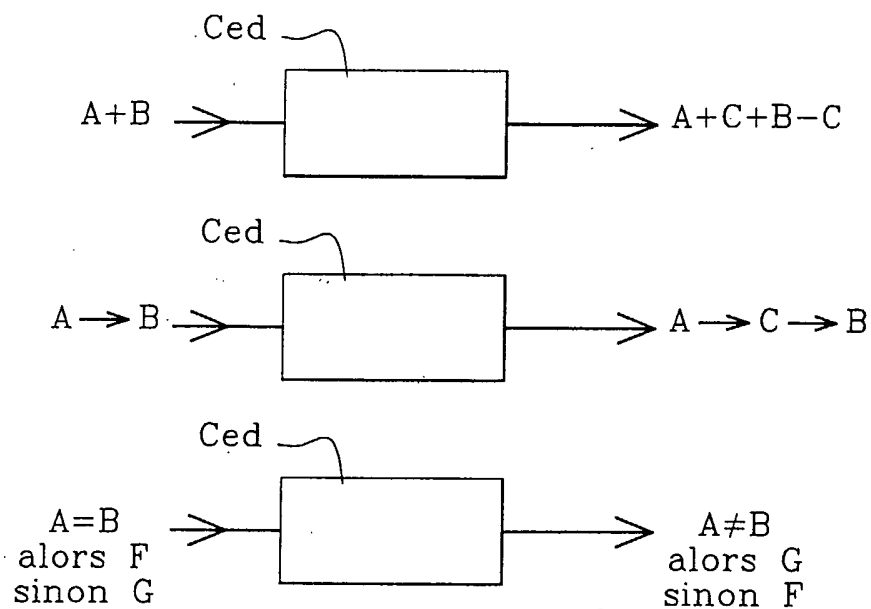 Ced
A+B
A+C+B−C
Ced
A → B
A → C → B
Ced
A=B
alors F
sinon G
A≠B
alors G
sinon F